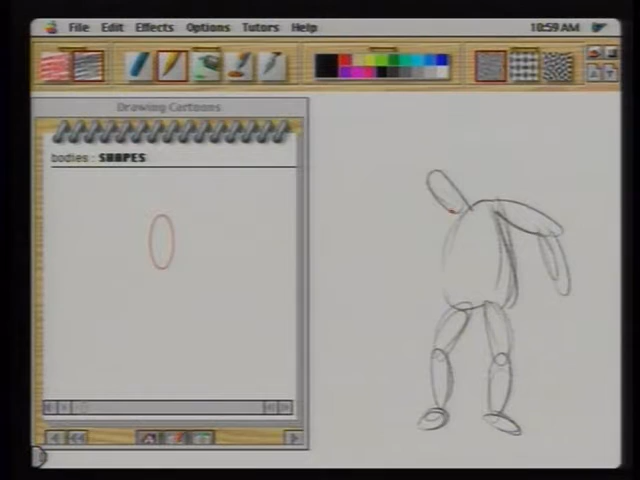 File Edit Effects Options Tutors Help 10:59 AM
Drawing Cartoons
bodies : SHAPES
A